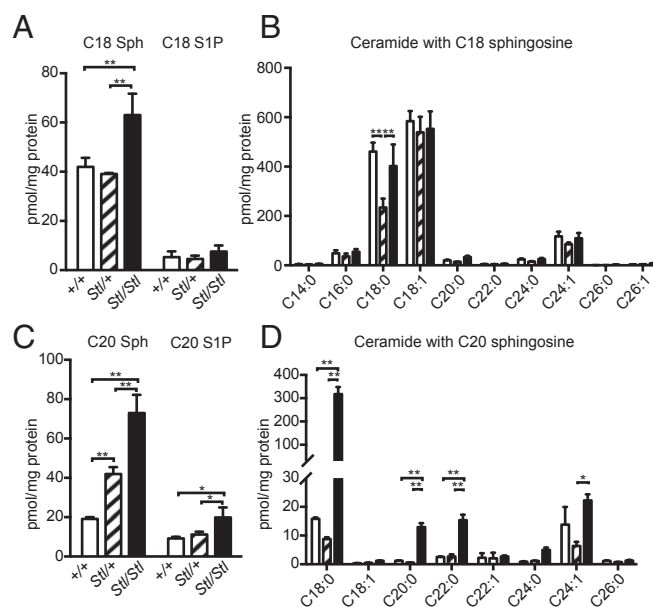 A
C18 Sph
C18 S1P
pmol/mg protein
80
60
40
20
0
**
**
+/+
Stl/+
Stl/Stl
+/+
Stl/+
Stl/Stl
B
Ceramide with C18 sphingosine
pmol/mg protein
800
600
400
200
0
** **
C14:0
C16:0
C18:0
C18:1
C20:0
C22:0
C24:0
C24:1
C26:0
C26:1
C
C20 Sph
C20 S1P
pmol/mg protein
100
80
60
40
20
0
**
**
**
*
*
+/+
Stl/+
Stl/Stl
+/+
Stl/+
Stl/Stl
D
Ceramide with C20 sphingosine
pmol/mg protein
400
300
200
100
30
20
10
0
**
**
**
**
**
**
*
C18:0
C18:1
C20:0
C22:0
C22:1
C24:0
C24:1
C26:0